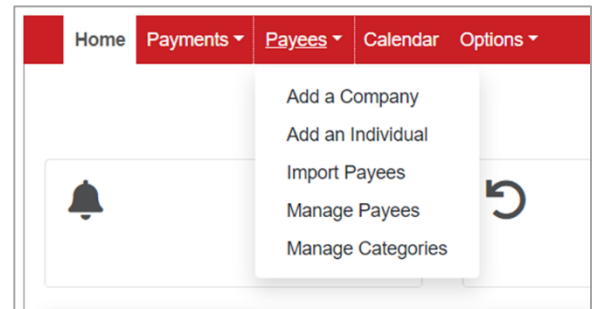 Home Payments Payees Calendar Options
Add a Company
Add an Individual
Import Payees
Manage Payees
Manage Categories